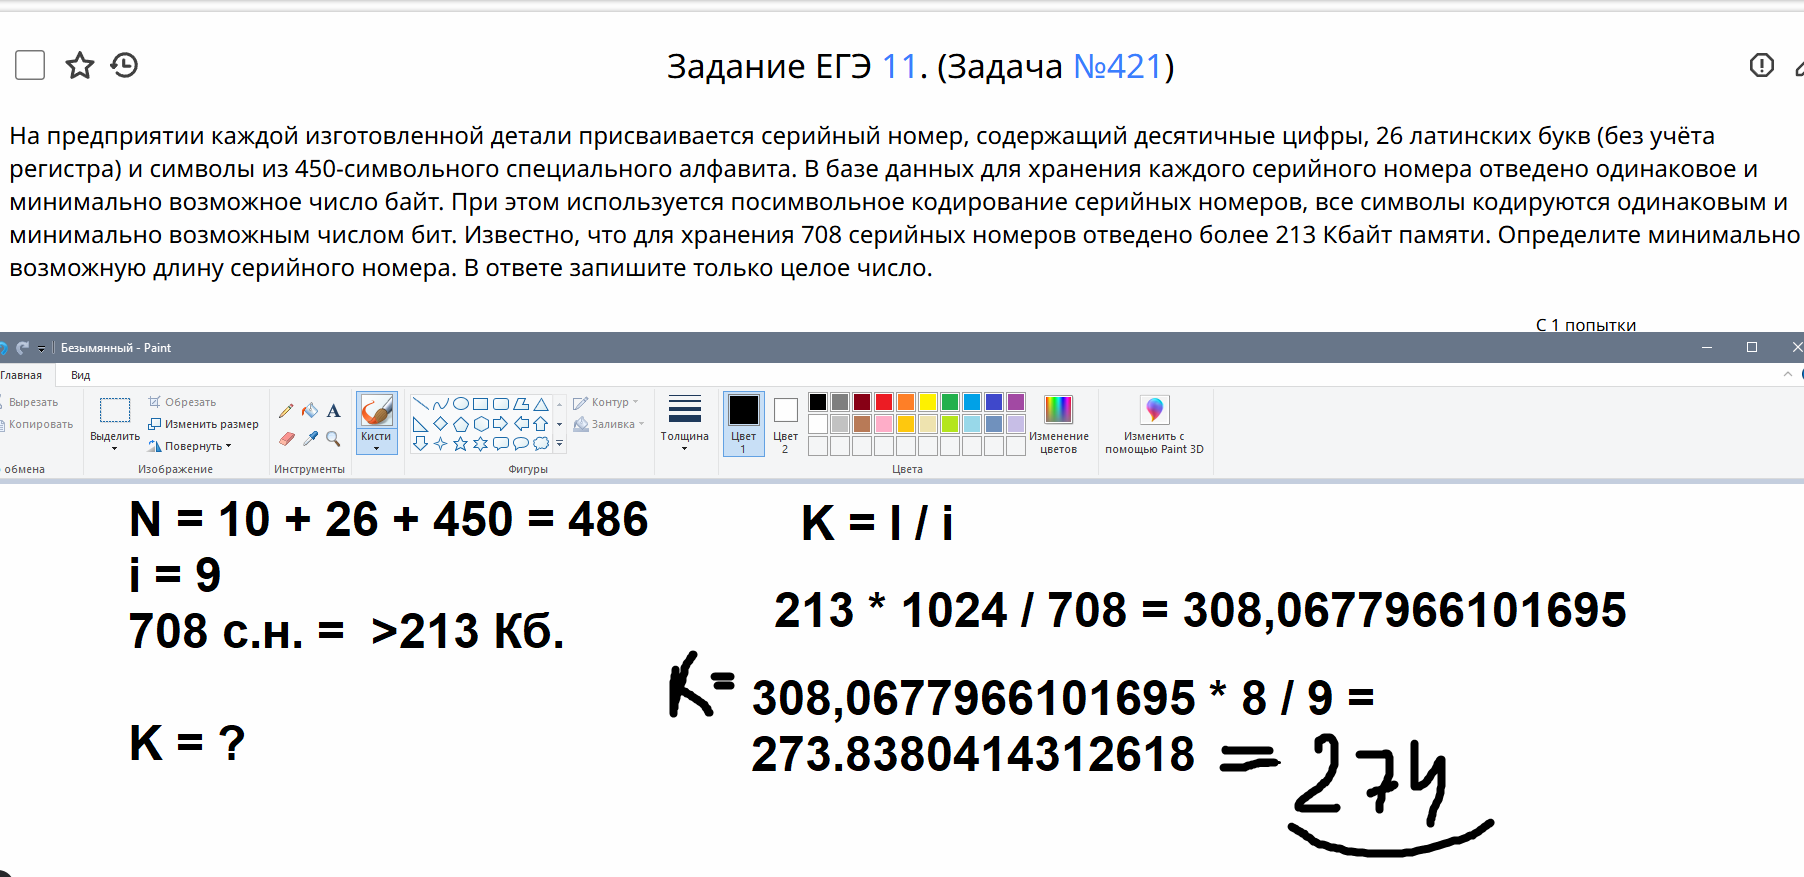 Задание ЕГЭ 11. (Задача №421)
На предприятии каждой изготовленной детали присваивается серийный номер, содержащий десятичные цифры, 26 латинских букв (без учёта
регистра) и символы из 450-символьного специального алфавита. В базе данных для хранения каждого серийного номера отведено одинаковое и
минимально возможное число байт. При этом используется посимвольное кодирование серийных номеров, все символы кодируются одинаковым и
минимально возможным числом бит. Известно, что для хранения 708 серийных номеров отведено более 213 Кбайт памяти. Определите минимально
возможную длину серийного номера. В ответе запишите только целое число.
С 1 попытки
Безымянный - Paint
Главная Вид
Вырезать
Копировать
обмена
Выделить
Обрезать
Изменить размер
Повернуть
Изображение
A
Инструменты
Кисти
Контур
Заливка
Фигуры
Толщина
Цвет
1
Цвет
2
Цвета
Изменение
цветов
Изменить с
помощью Paint 3D
N = 10 + 26 + 450 = 486
i = 9
708 с.н. = >213 Кб.
K = ?
K = I / i
213 * 1024 / 708 = 308,0677966101695
K = 308,0677966101695 * 8 / 9 =
273.8380414312618 = 274